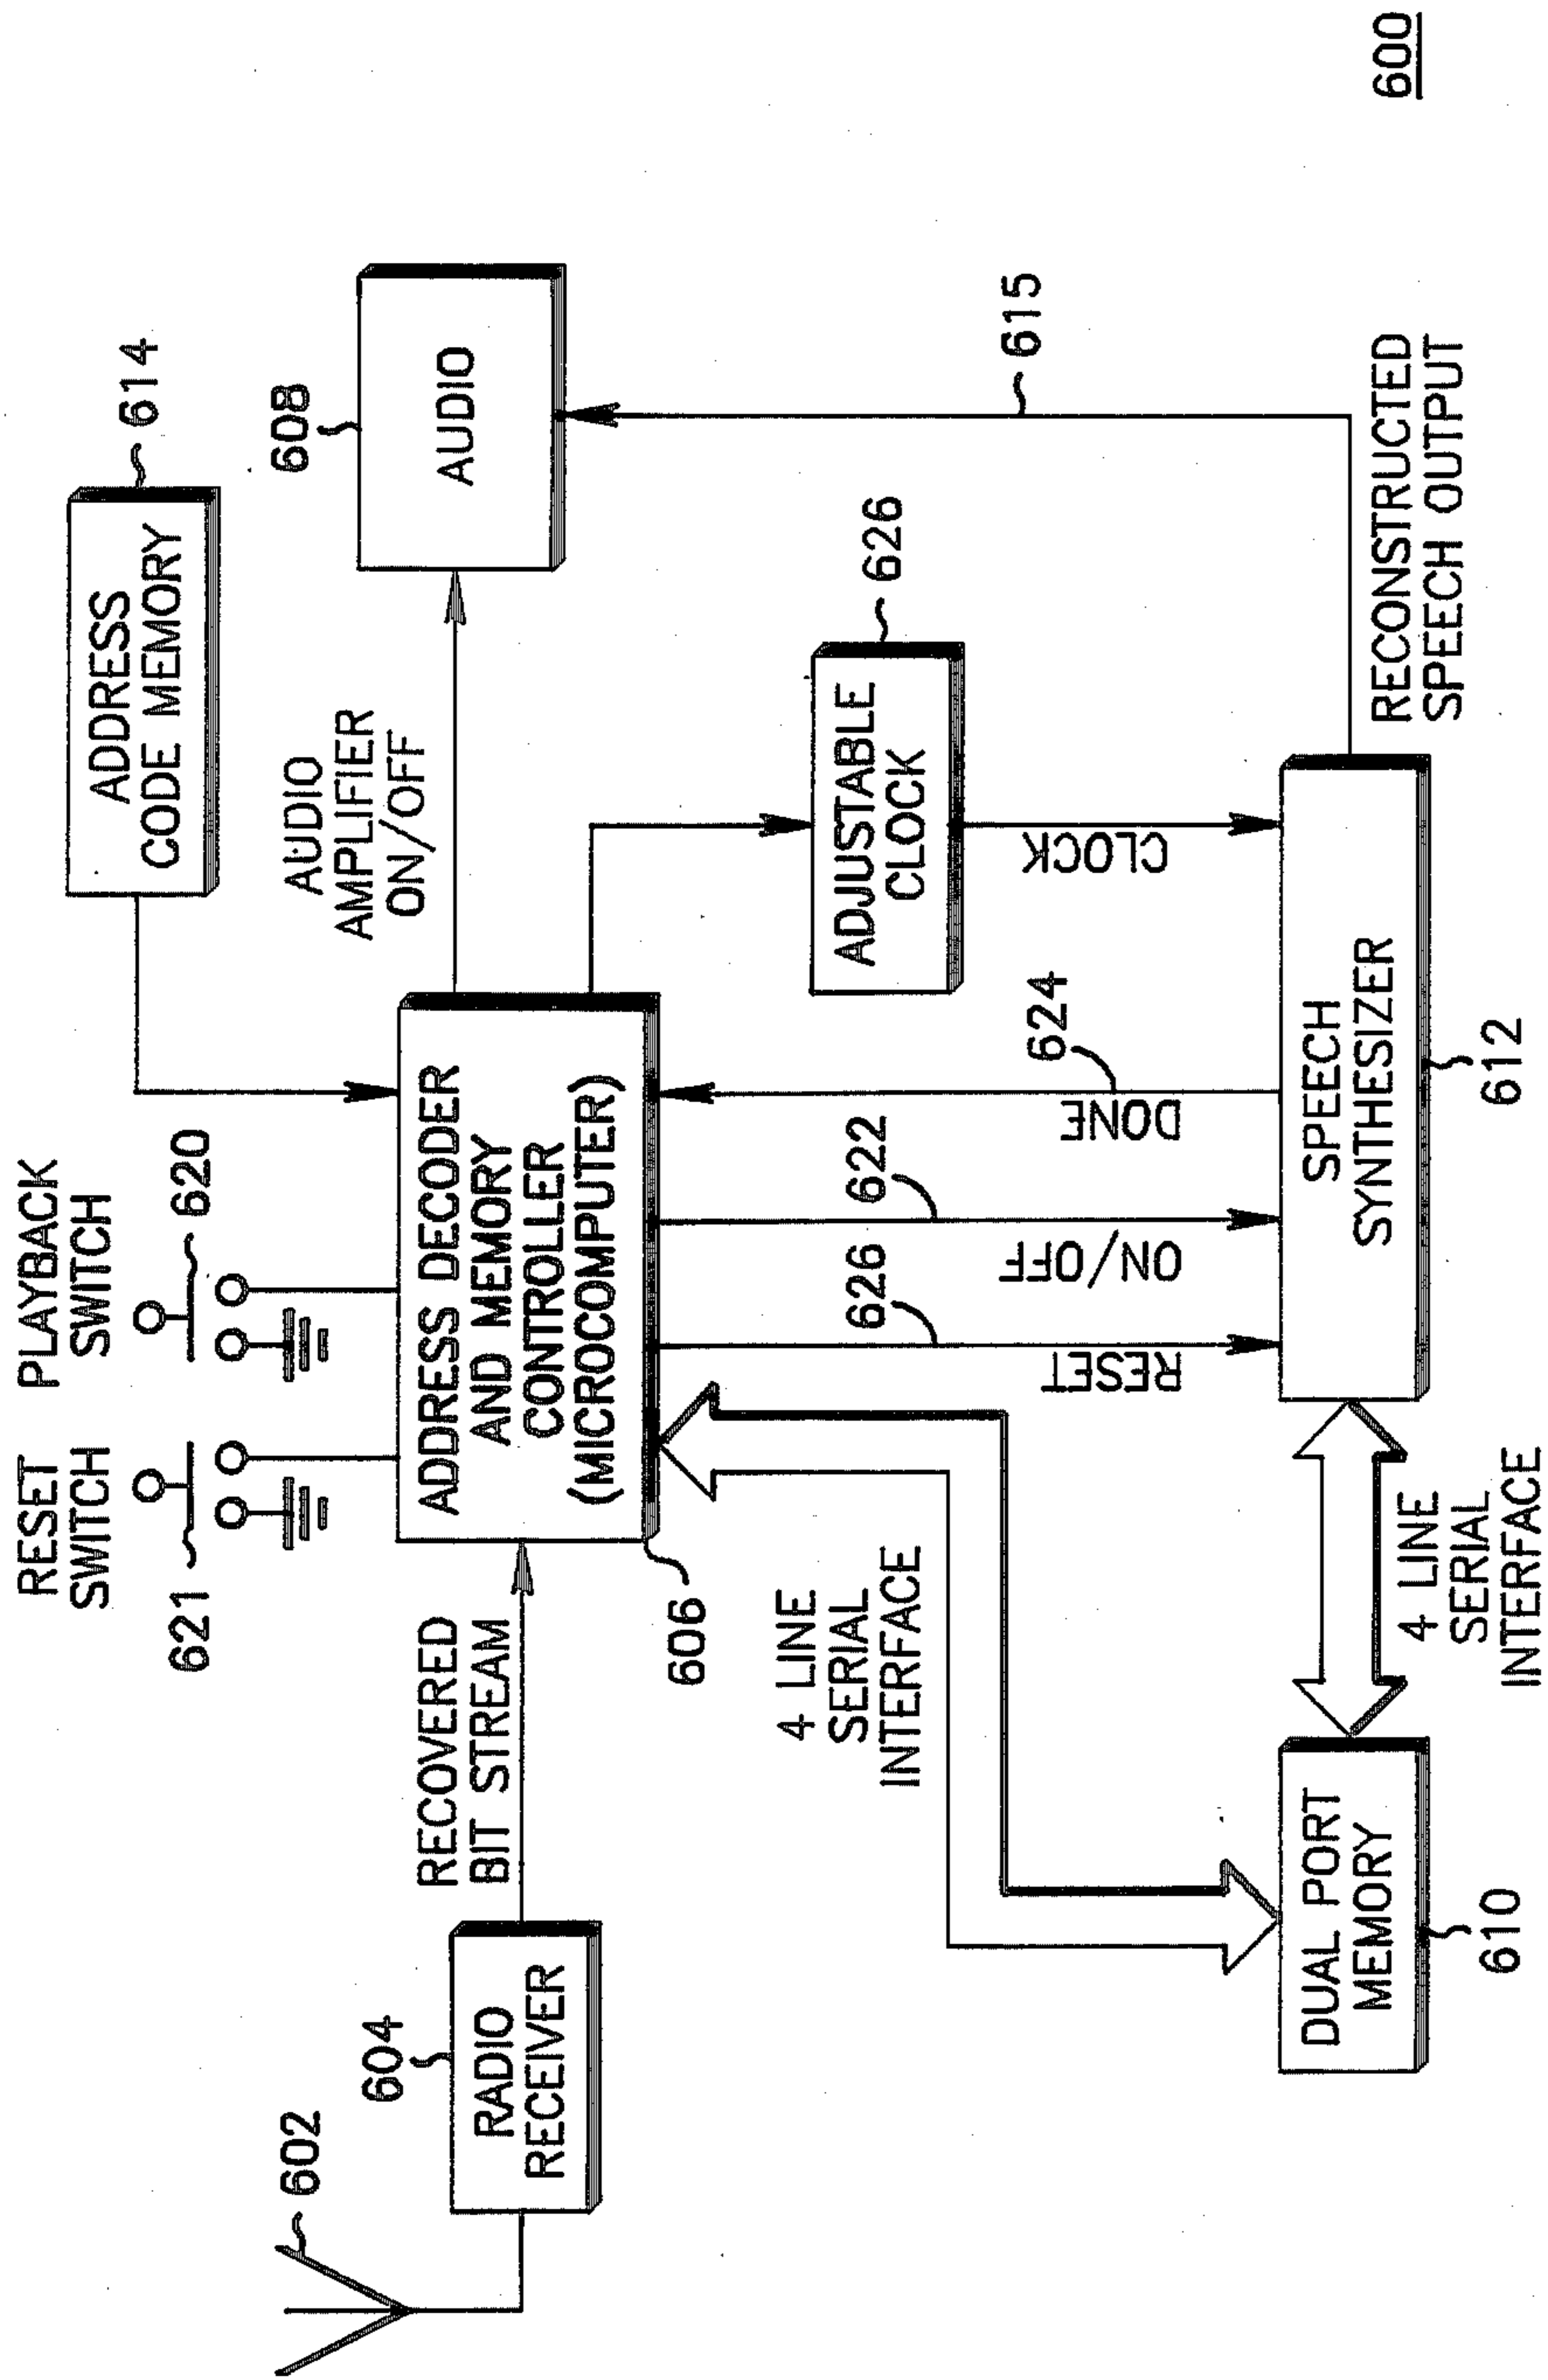 RESET
SWITCH
PLAYBACK
SWITCH
621
620
ADDRESS
CODE MEMORY
614
602
604
RADIO
RECEIVER
RECOVERED
BIT STREAM
ADDRESS DECODER
AND MEMORY
CONTROLLER
(MICROCOMPUTER)
606
AUDIO
AMPLIFIER
ON/OFF
608
AUDIO
4 LINE
SERIAL
INTERFACE
626
RESET
622
ON/OFF
624
DONE
ADJUSTABLE
CLOCK
626
CLOCK
615
DUAL PORT
MEMORY
610
4 LINE
SERIAL
INTERFACE
SPEECH
SYNTHESIZER
612
RECONSTRUCTED
SPEECH OUTPUT
600